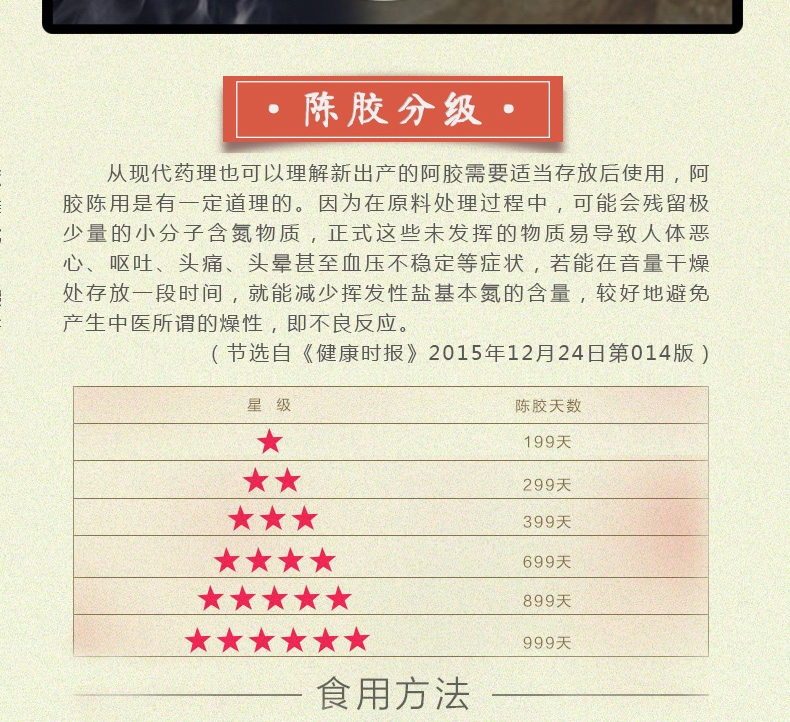 · 陈胶分级 ·
从现代药理也可以理解新出产的阿胶需要适当存放后使用，阿
胶陈用是有一定道理的。因为在原料处理过程中，可能会残留极
少量的小分子含氮物质，正式这些未发挥的物质易导致人体恶
心、呕吐、头痛、头晕甚至血压不稳定等症状，若能在音量干燥
处存放一段时间，就能减少挥发性盐基本氮的含量，较好地避免
产生中医所谓的燥性，即不良反应。
（节选自《健康时报》2015年12月24日第014版）
星 级 陈胶天数
★ 199天
★★ 299天
★★★ 399天
★★★★ 699天
★★★★★ 899天
★★★★★★ 999天
食用方法